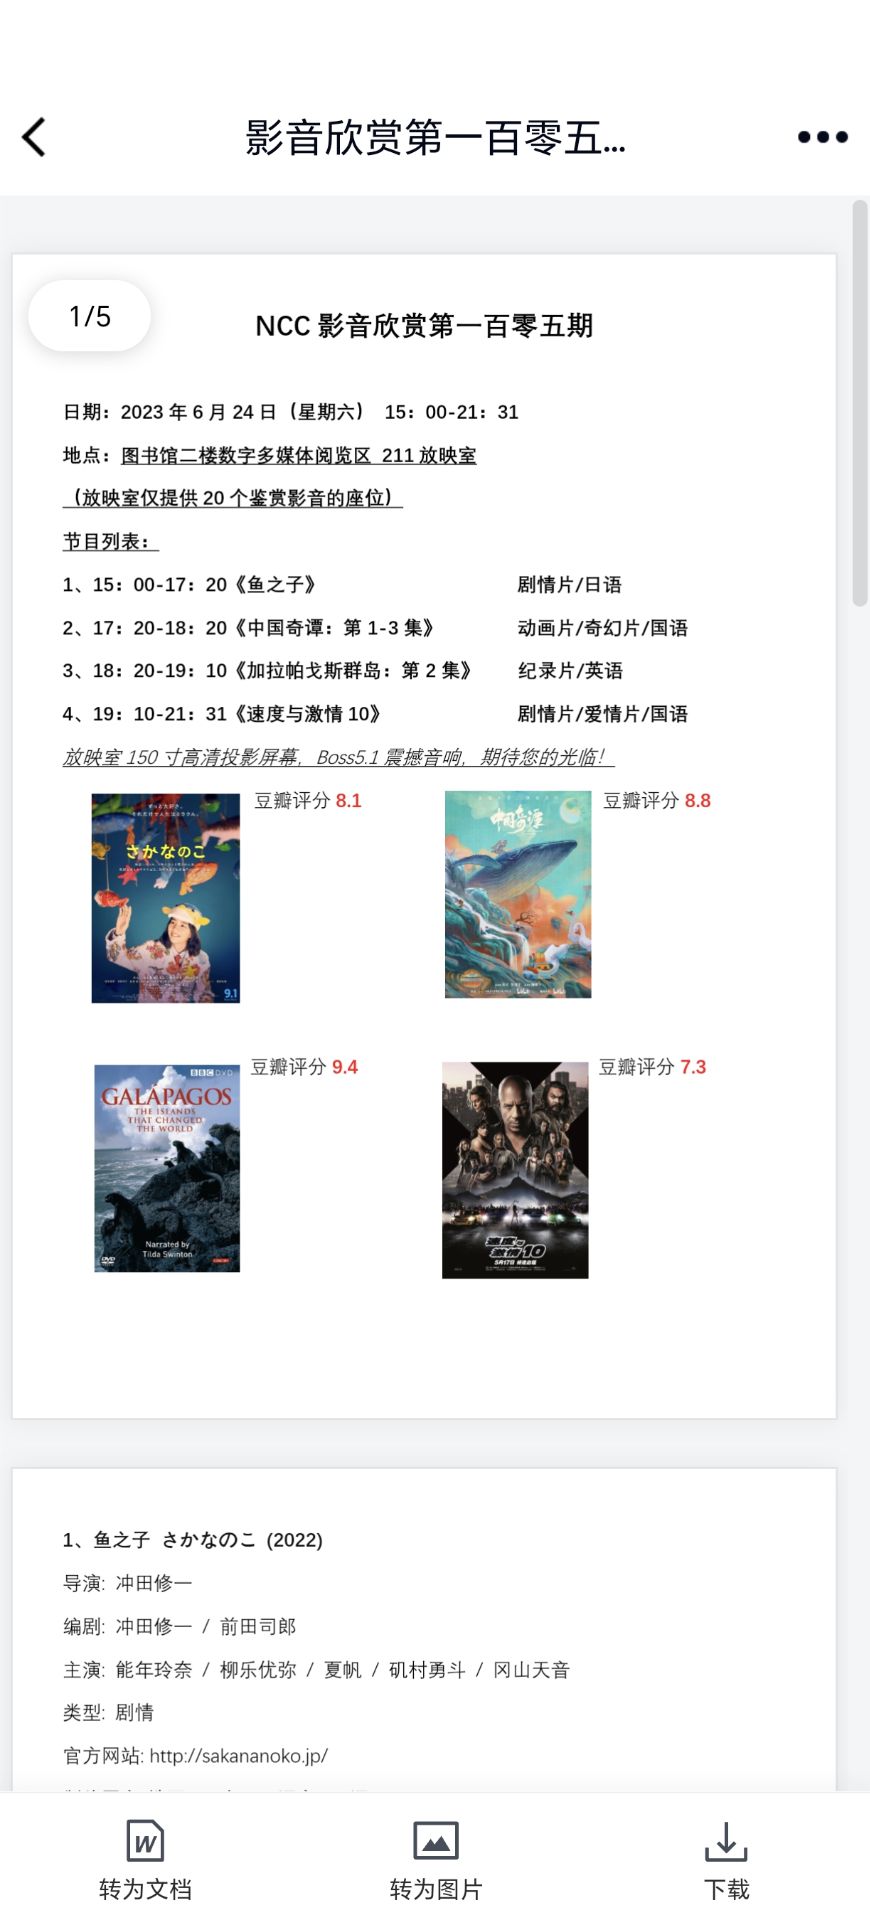 影音欣赏第一百零五...
1/5
NCC 影音欣赏第一百零五期
日期：2023 年 6 月 24 日（星期六） 15：00-21：31
地点：图书馆二楼数字多媒体阅览区 211 放映室
（放映室仅提供 20 个鉴赏影音的座位）
节目列表：
1、15：00-17：20《鱼之子》 剧情片/日语
2、17：20-18：20《中国奇谭：第 1-3 集》 动画片/奇幻片/国语
3、18：20-19：10《加拉帕戈斯群岛：第 2 集》 纪录片/英语
4、19：10-21：31《速度与激情 10》 剧情片/爱情片/国语
放映室 150 寸高清投影屏幕，Boss5.1 震撼音响，期待您的光临！
豆瓣评分 8.1
さかなのこ
9.1
豆瓣评分 8.8
中国奇谭
豆瓣评分 9.4
BBC DVD
GALÁPAGOS
THE ISLANDS
THAT CHANGED
THE WORLD
Narrated by
Tilda Swinton
DVD
豆瓣评分 7.3
速度与
激情10
5月17日
1、鱼之子 さかなのこ (2022)
导演: 冲田修一
编剧: 冲田修一 / 前田司郎
主演: 能年玲奈 / 柳乐优弥 / 夏帆 / 矶村勇斗 / 冈山天音
类型: 剧情
官方网站: http://sakananoko.jp/
转为文档
转为图片
下载